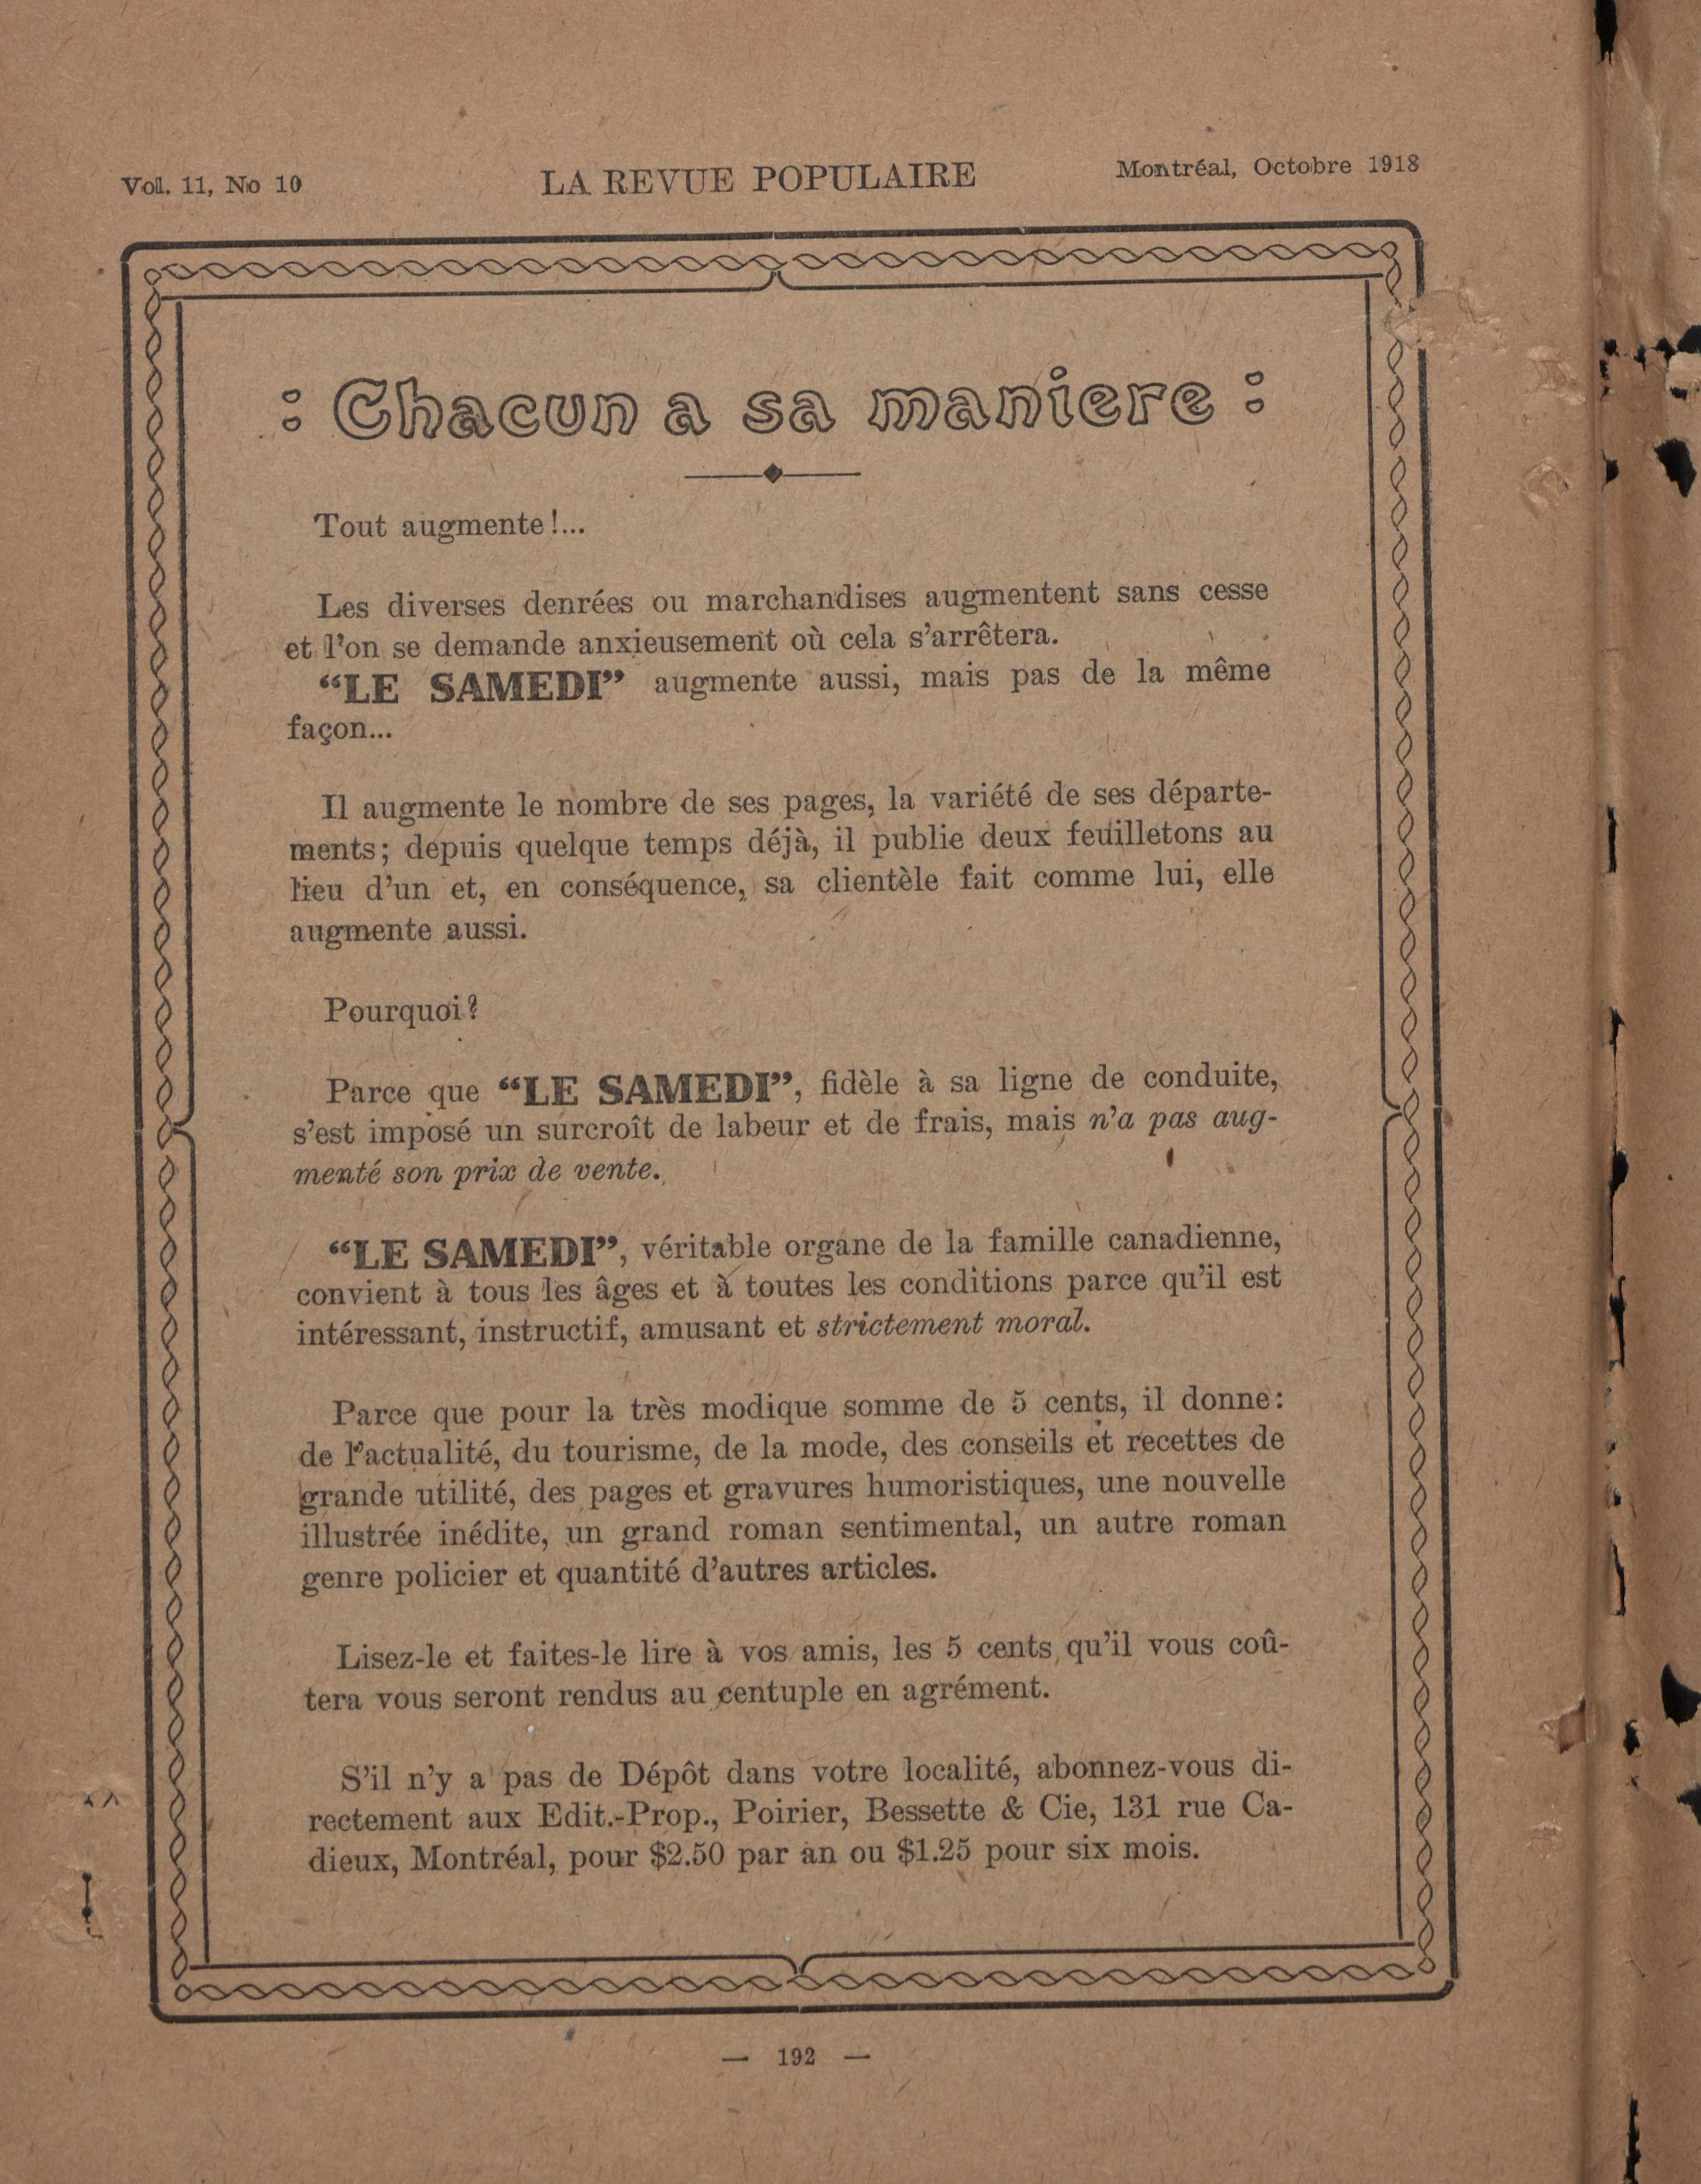 Vol. 11, No 10 LA REVUE POPULAIRE Montréal, Octobre 1918
: Chacun a sa maniere :
Tout augmente!...
Les diverses denrées ou marchandises augmentent sans cesse
et l'on se demande anxieusement où cela s'arrêtera.
“LE SAMEDI” augmente aussi, mais pas de la même
façon...
Il augmente le nombre de ses pages, la variété de ses départe-
ments; depuis quelque temps déjà, il publie deux feuilletons au
lieu d'un et, en conséquence, sa clientèle fait comme lui, elle
augmente aussi.
Pourquoi?
Parce que “LE SAMEDI”, fidèle à sa ligne de conduite,
s'est imposé un surcroît de labeur et de frais, mais n'a pas aug-
menté son prix de vente.
“LE SAMEDI”, véritable organe de la famille canadienne,
convient à tous les âges et à toutes les conditions parce qu'il est
intéressant, instructif, amusant et strictement moral.
Parce que pour la très modique somme de 5 cents, il donne:
de l'actualité, du tourisme, de la mode, des conseils et recettes de
grande utilité, des pages et gravures humoristiques, une nouvelle
illustrée inédite, un grand roman sentimental, un autre roman
genre policier et quantité d'autres articles.
Lisez-le et faites-le lire à vos amis, les 5 cents qu'il vous coû-
tera vous seront rendus au centuple en agrément.
S'il n'y a pas de Dépôt dans votre localité, abonnez-vous di-
rectement aux Edit.-Prop., Poirier, Bessette & Cie, 131 rue Ca-
dieux, Montréal, pour $2.50 par an ou $1.25 pour six mois.
— 192 —